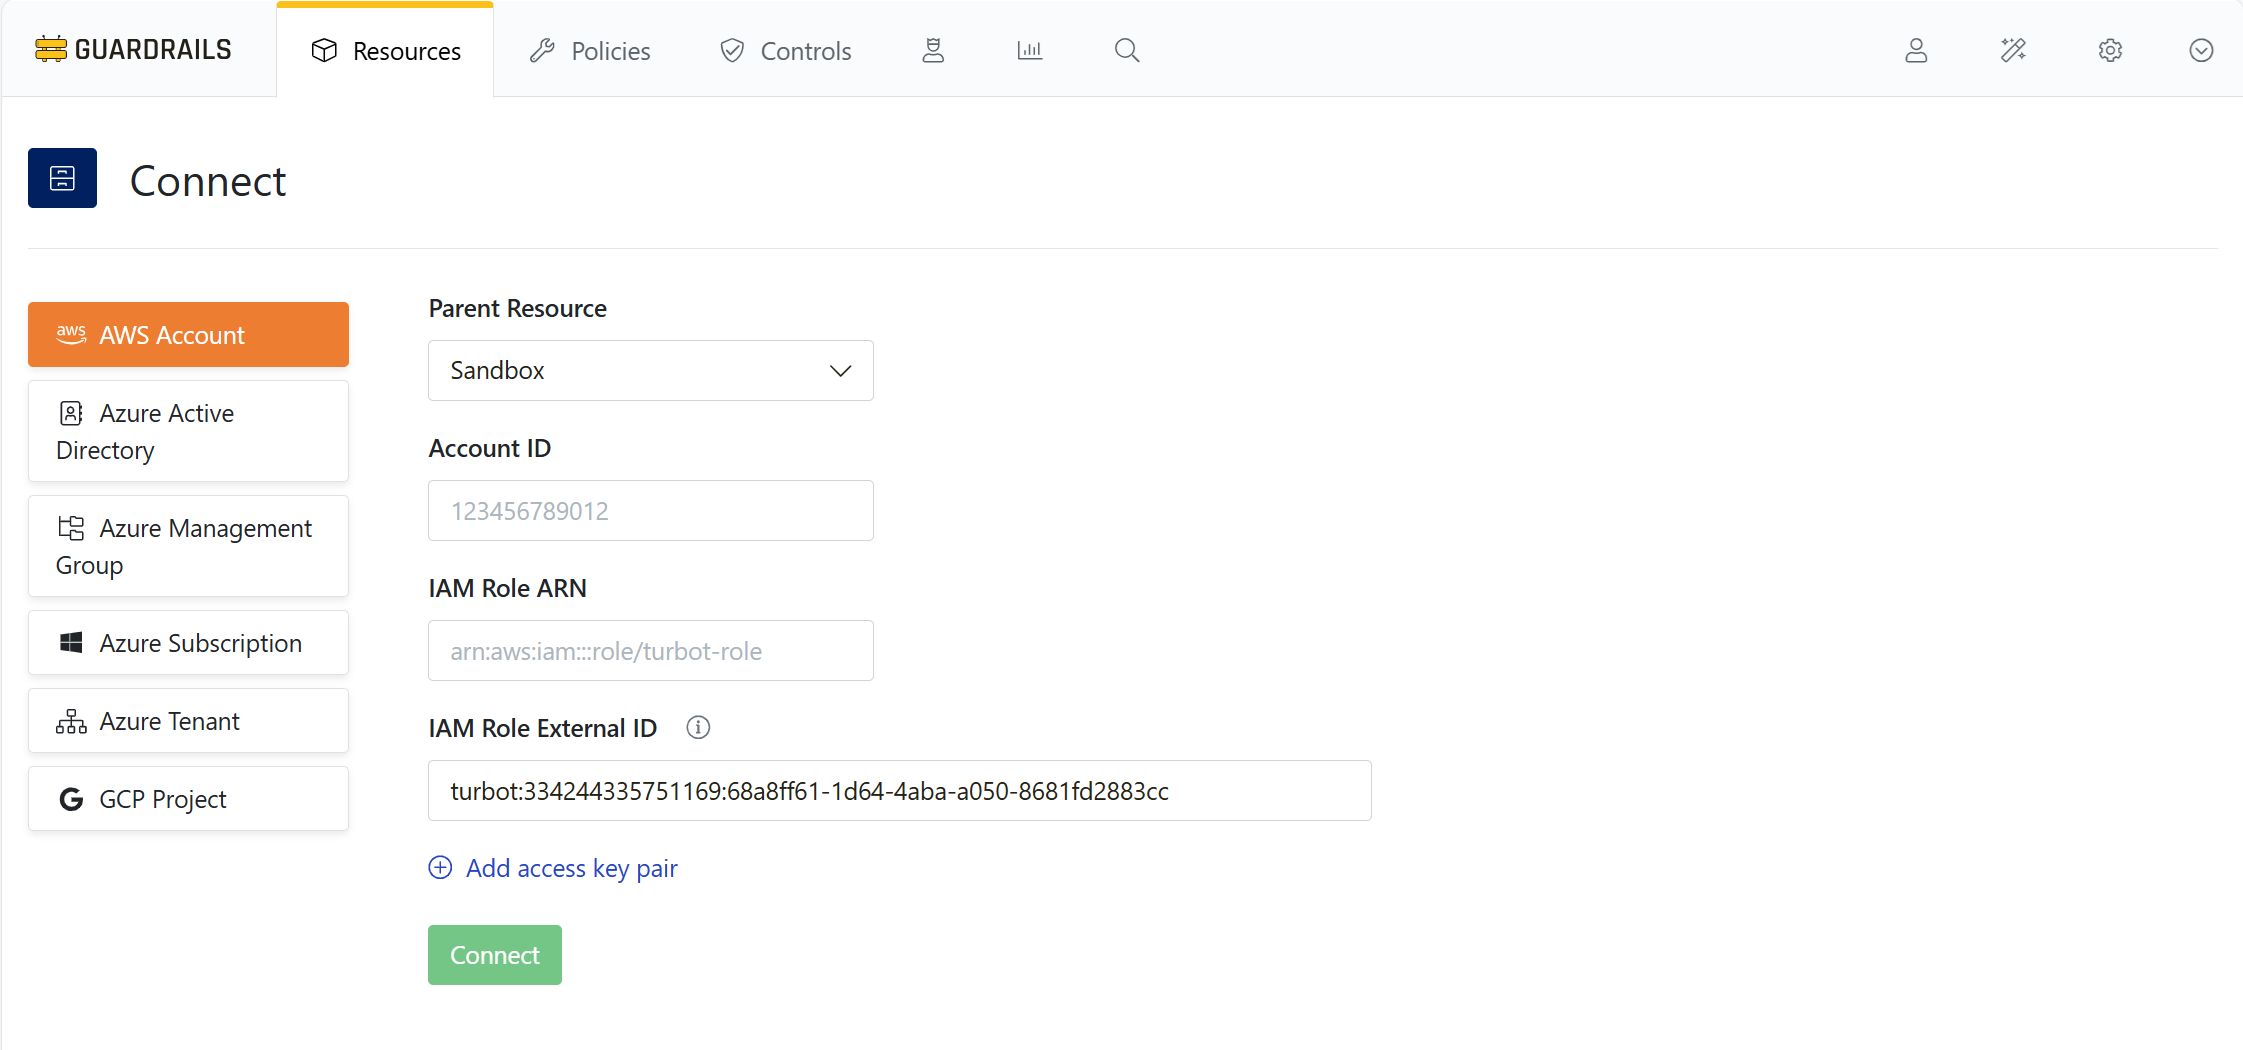 GUARDRAILS
Resources
Policies
Controls
Connect
aws AWS Account
Azure Active
Directory
Azure Management
Group
Azure Subscription
Azure Tenant
GCP Project
Parent Resource
Sandbox
Account ID
123456789012
IAM Role ARN
arn:aws:iam:::role/turbot-role
IAM Role External ID
turbot:334244335751169:68a8ff61-1d64-4aba-a050-8681fd2883cc
Add access key pair
Connect